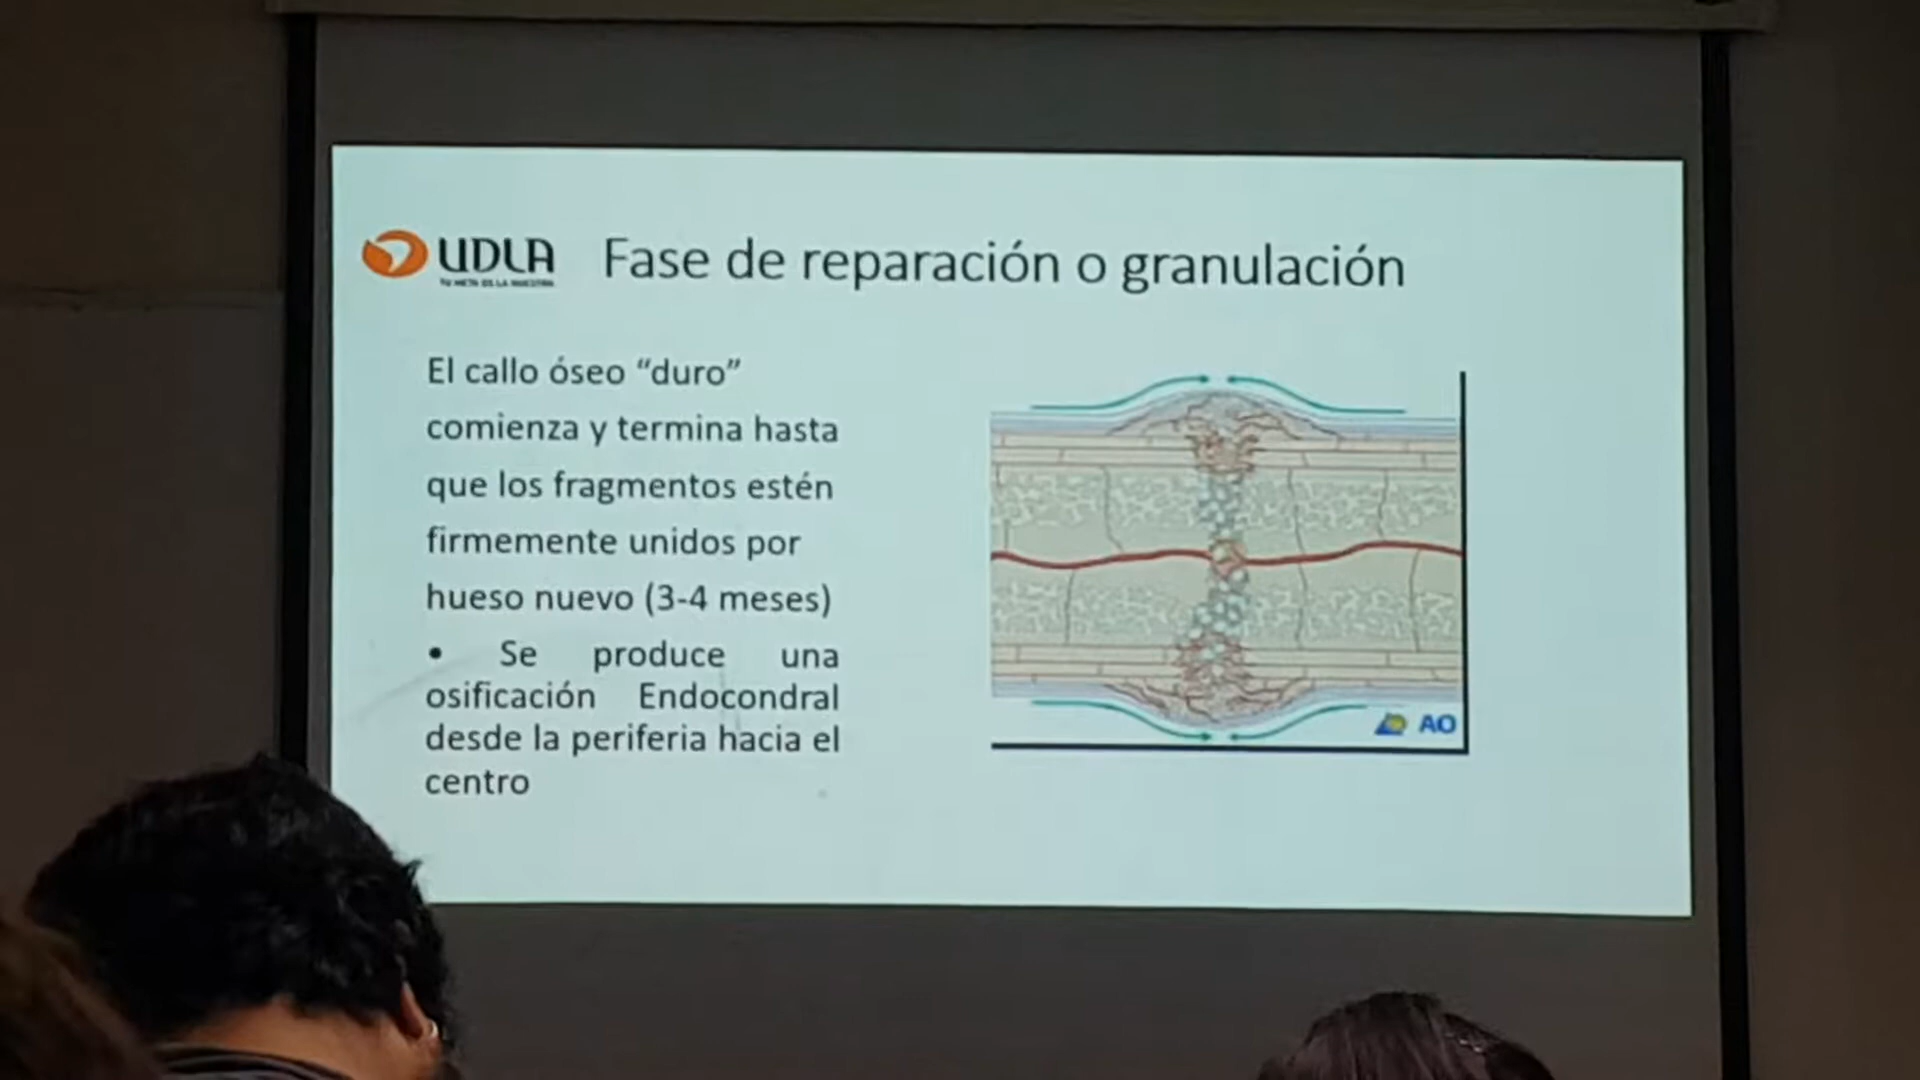 UDLA
TU META ES LA NUESTRA
Fase de reparación o granulación
El callo óseo “duro”
comienza y termina hasta
que los fragmentos estén
firmemente unidos por
hueso nuevo (3-4 meses)
• Se produce una
osificación Endocondral
desde la periferia hacia el
centro
AO